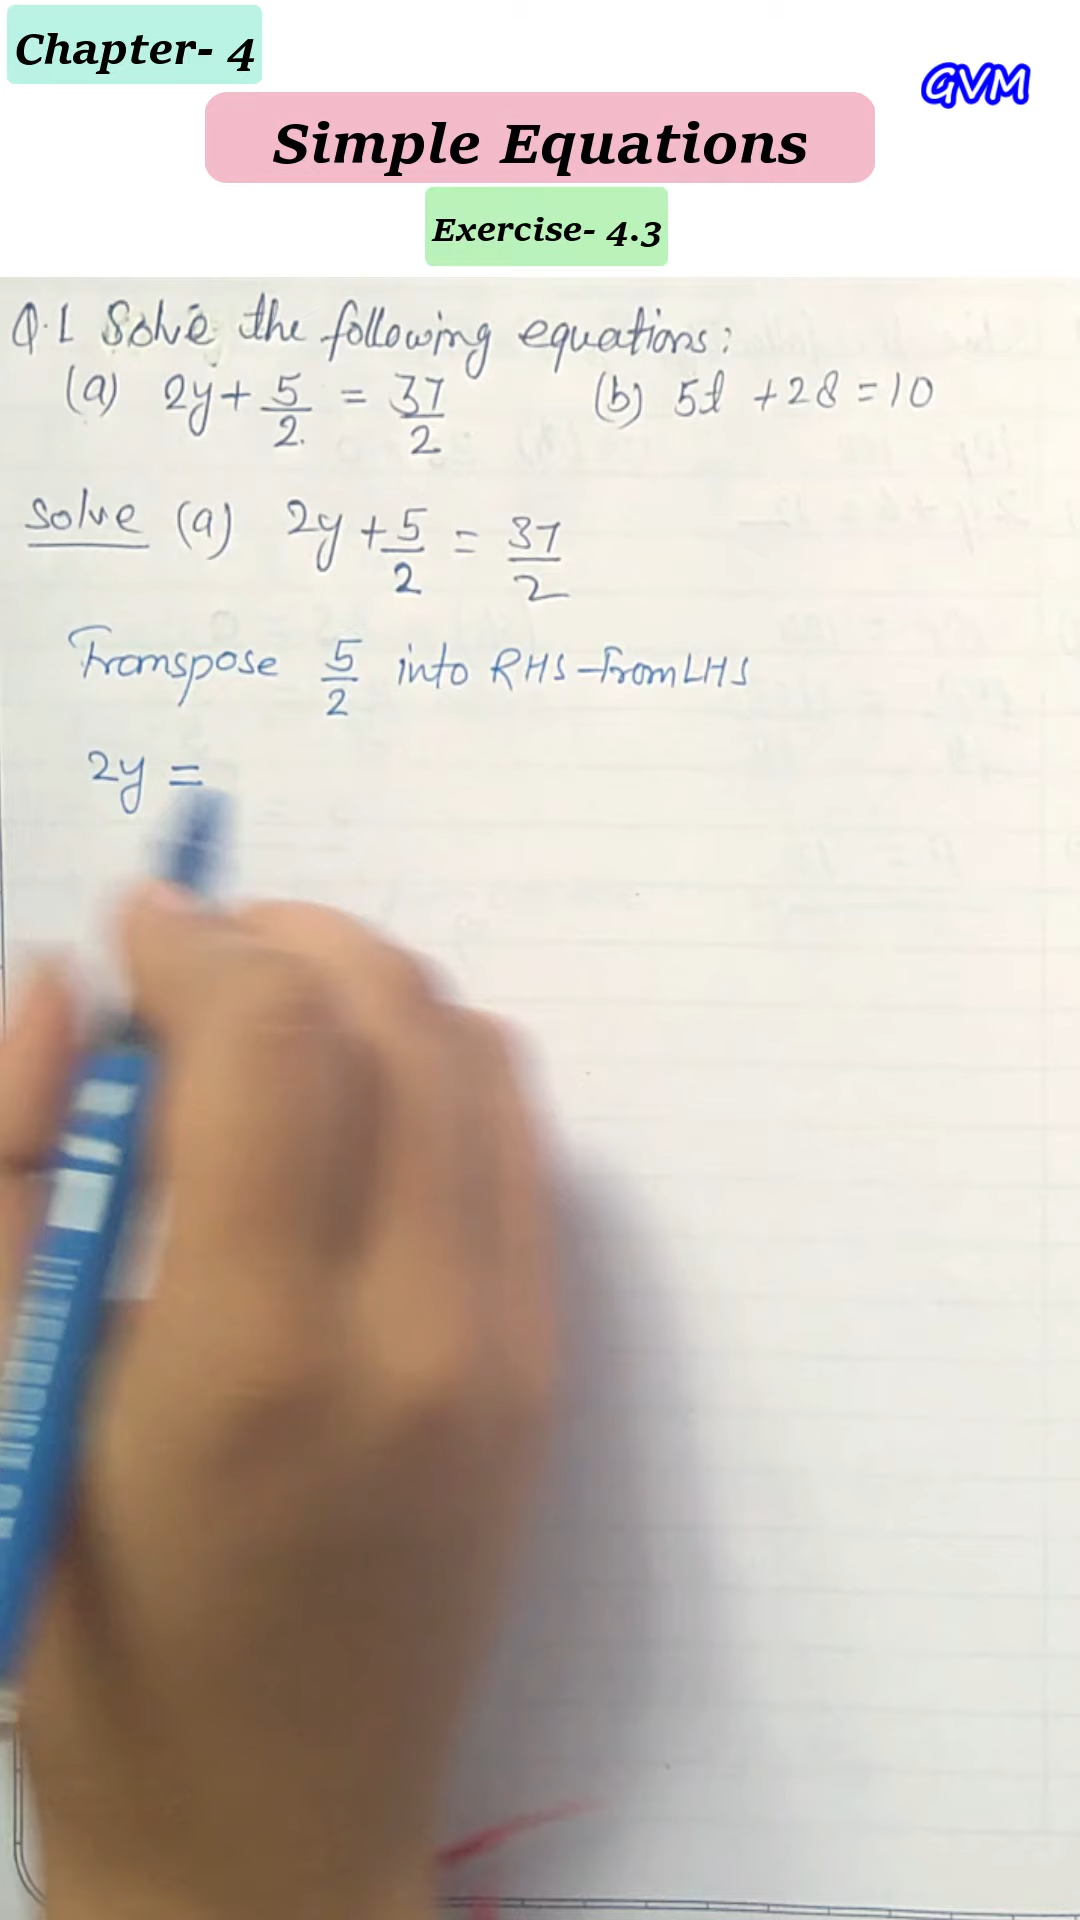 Chapter- 4
GVM
Simple Equations
Exercise- 4.3
Q.1 Solve the following equations:
(a) 2y + 5/2 = 37/2 (b) 5t + 28 = 10
Solve (a) 2y + 5/2 = 37/2
Transpose 5/2 into RHS from LHS
2y =